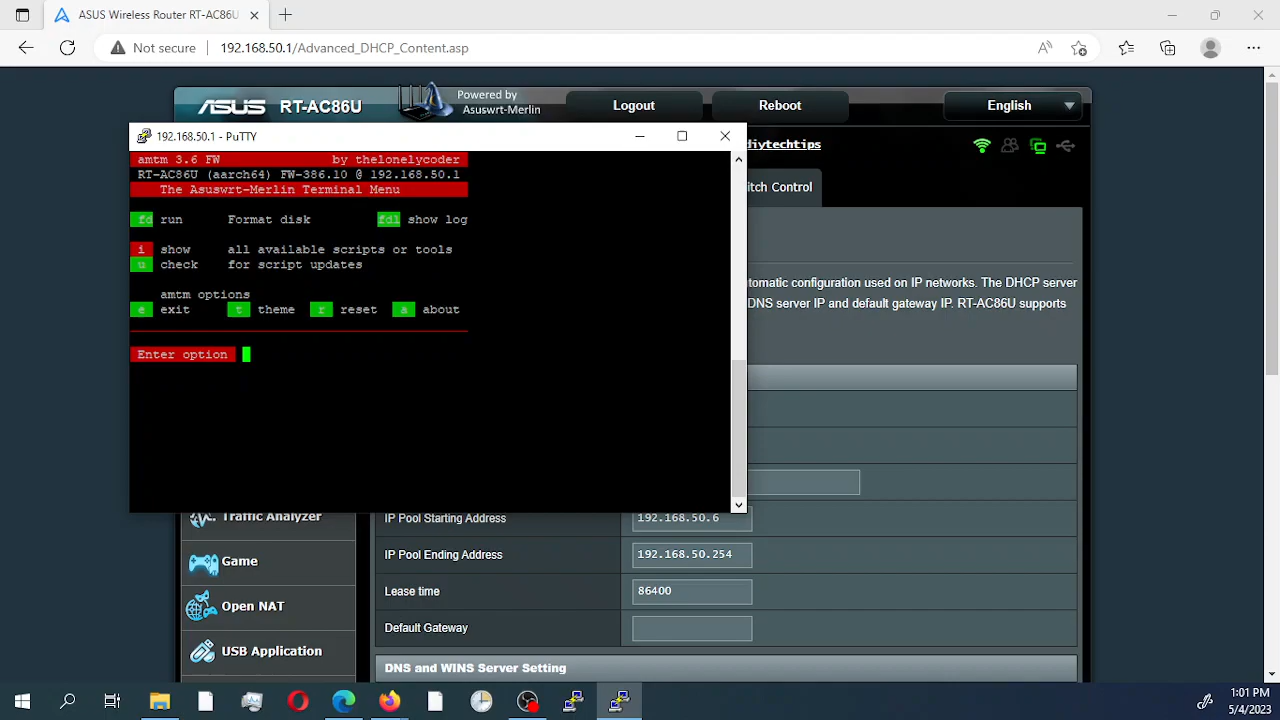 ASUS Wireless Router RT-AC86U
Not secure
192.168.50.1/Advanced_DHCP_Content.asp
ASUS RT-AC86U
Powered by
Asuswrt-Merlin
Logout
Reboot
English
192.168.50.1 - PuTTY
diytechtips
itch Control
amtm 3.6 FW by thelonelycoder
RT-AC86U (aarch64) FW-386.10 @ 192.168.50.1
The Asuswrt-Merlin Terminal Menu
fd run Format disk fdl show log
i show all available scripts or tools
u check for script updates
amtm options
e exit t theme r reset a about
Enter option
tomatic configuration used on IP networks. The DHCP server
DNS server IP and default gateway IP. RT-AC86U supports
Traffic Analyzer
Game
Open NAT
USB Application
IP Pool Starting Address 192.168.50.6
IP Pool Ending Address 192.168.50.254
Lease time 86400
Default Gateway
DNS and WINS Server Setting
1:01 PM
5/4/2023